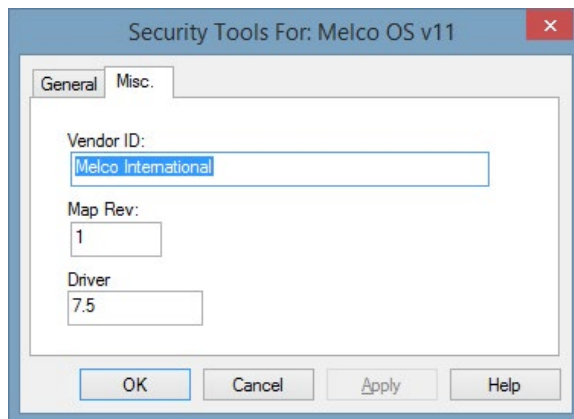 Security Tools For: Melco OS v11
General Misc.
Vendor ID:
Melco International
Map Rev:
1
Driver
7.5
OK Cancel Apply Help